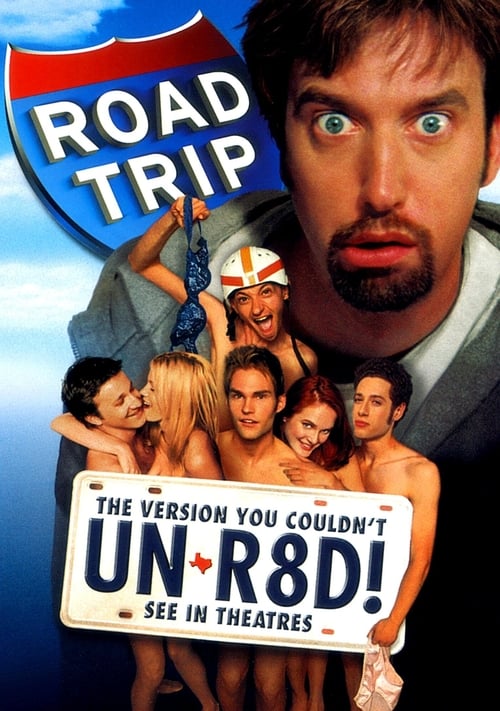 ROAD
TRIP
THE VERSION YOU COULDN'T
UN R8D!
SEE IN THEATRES